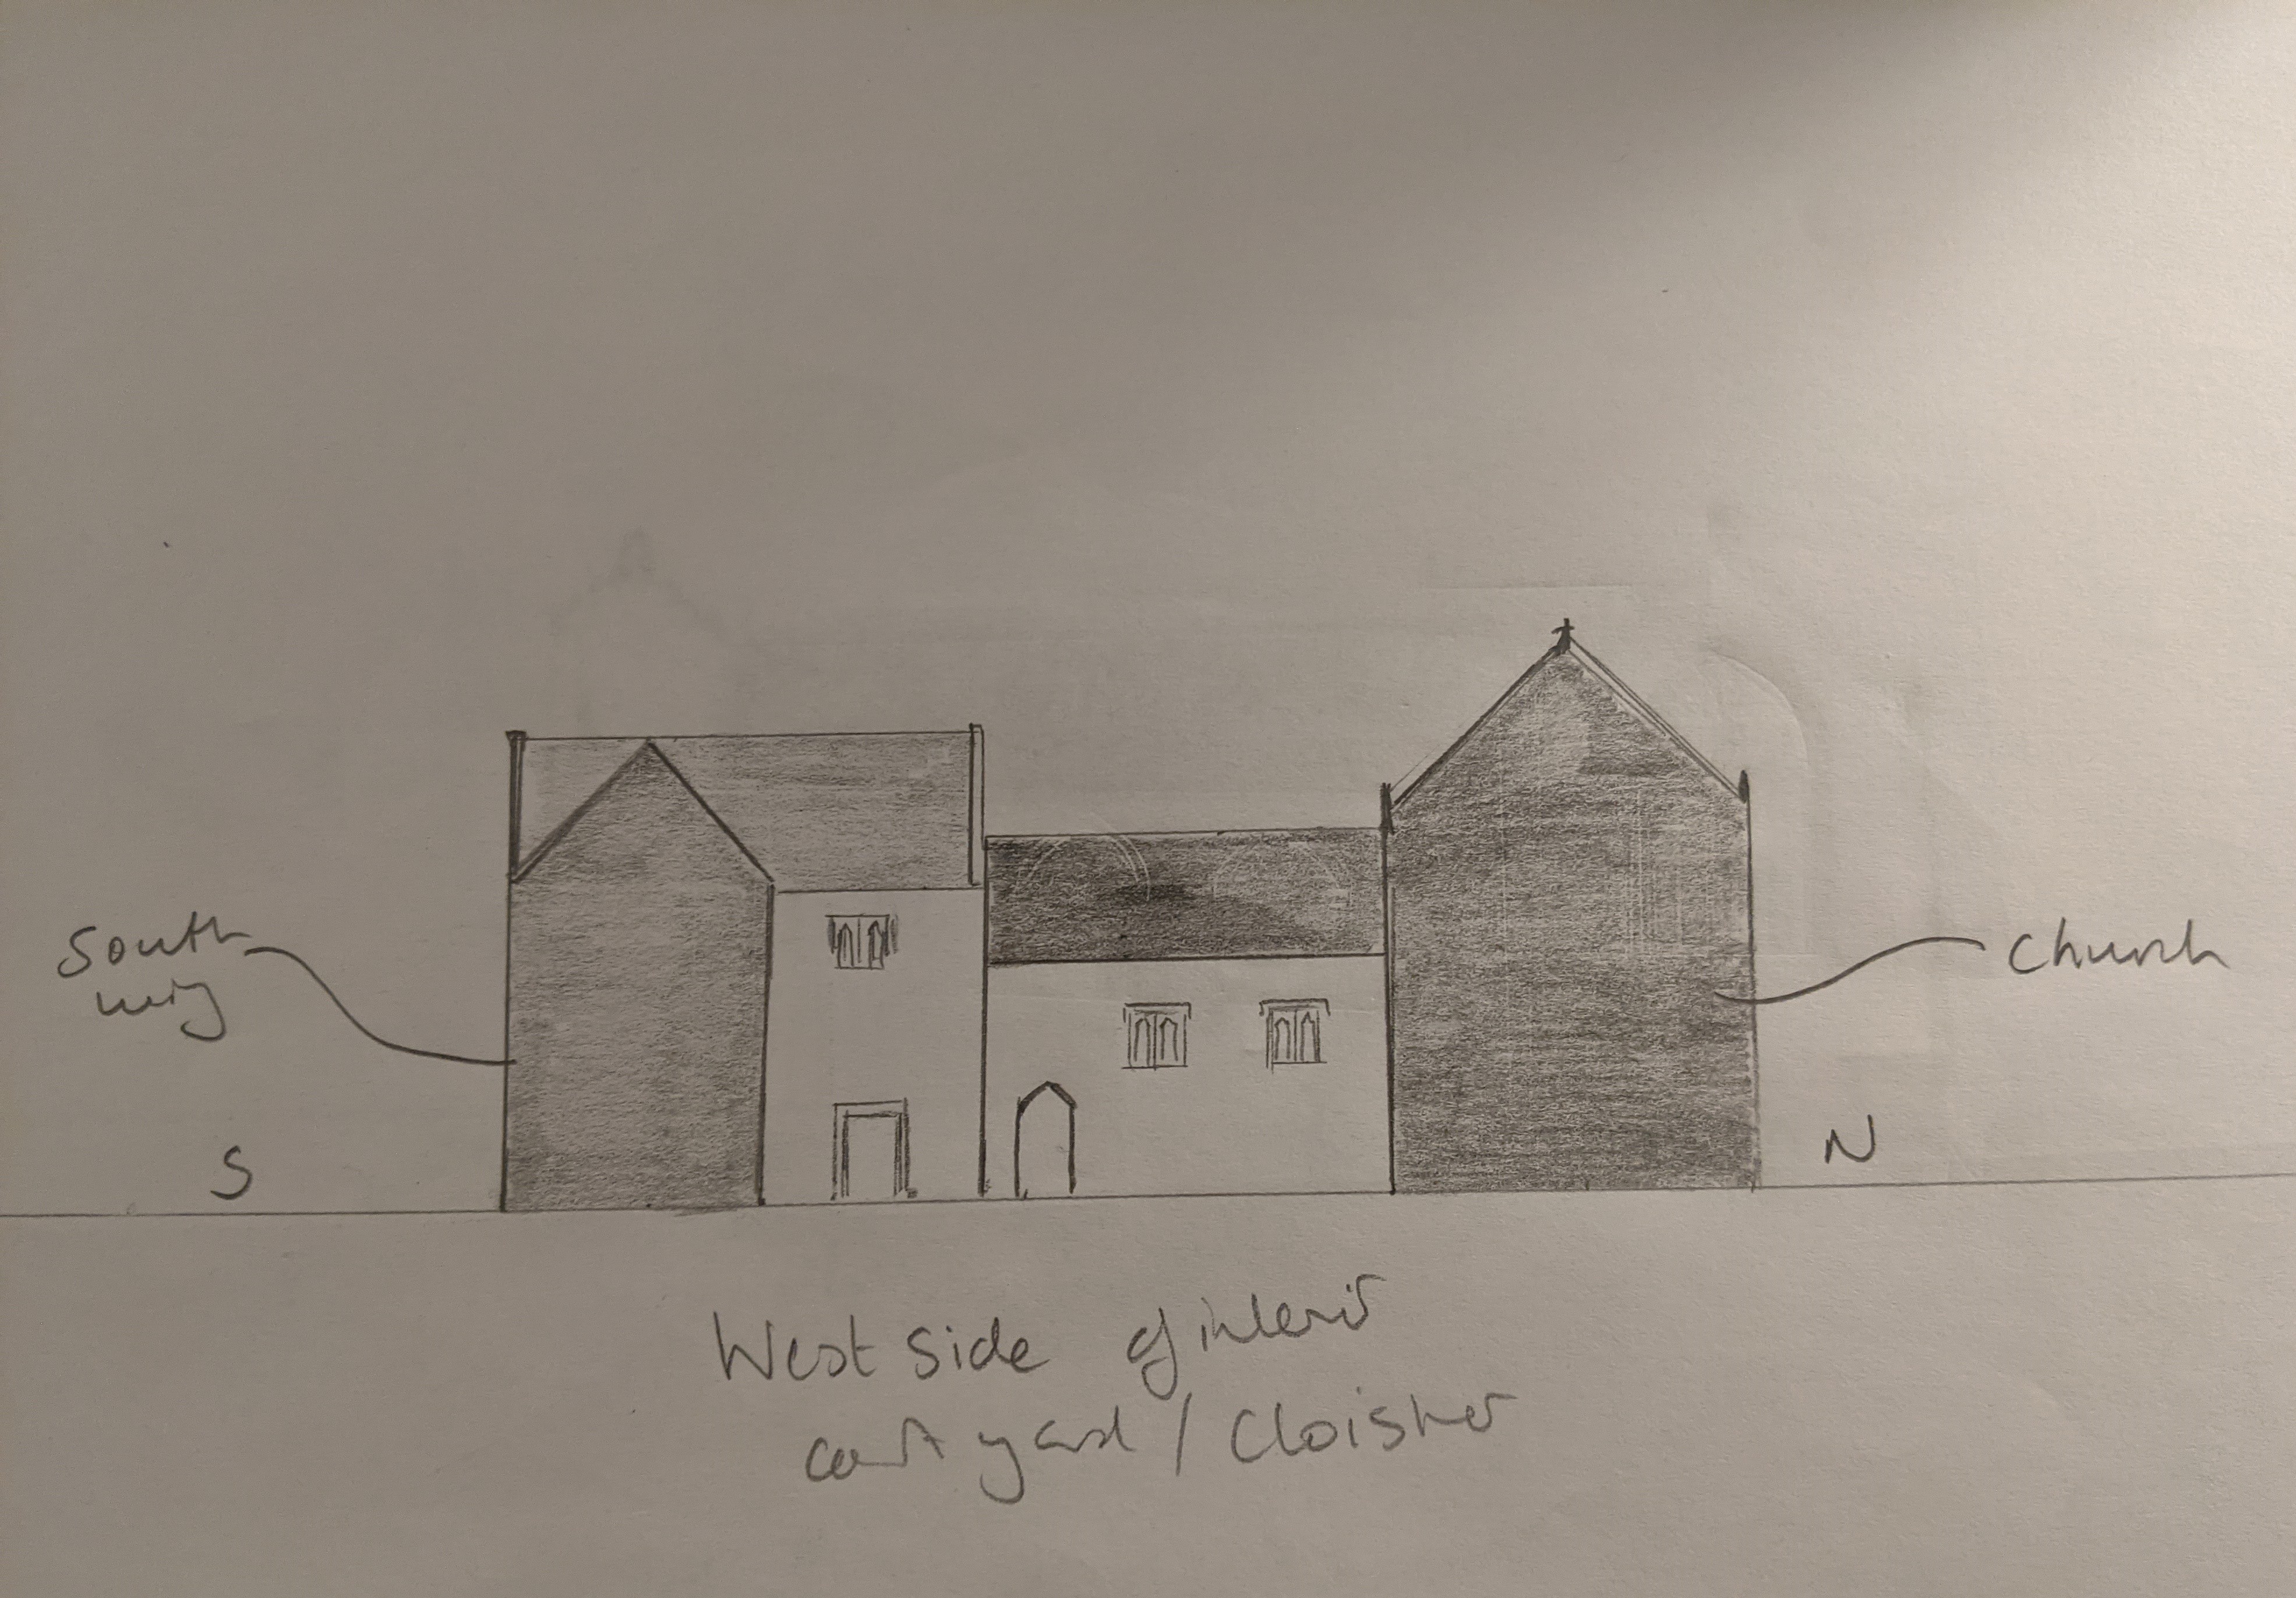 South
wing
Church
S
N
West side of interior
courtyard / Cloister